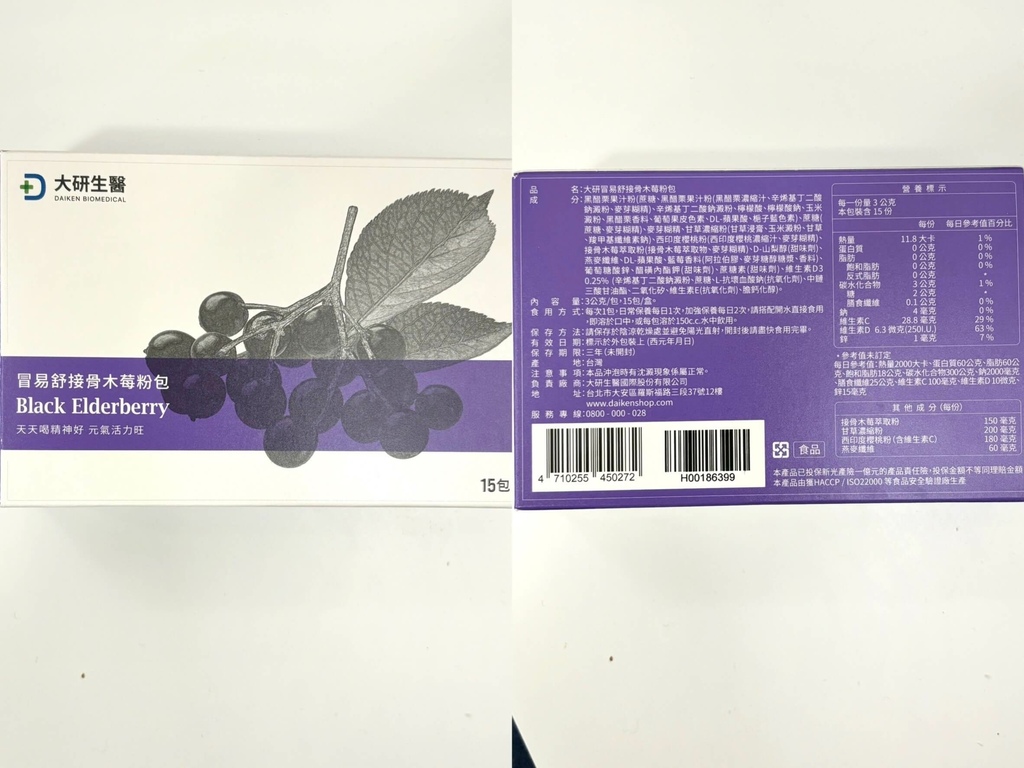 大研生醫
DAIKEN BIOMEDICAL
冒易舒接骨木莓粉包
Black Elderberry
天天喝精神好 元氣活力旺
15包
品名:大研冒易舒接骨木莓粉包
成分:黑醋栗果汁粉(蔗糖、黑醋栗果汁粉(黑醋栗濃縮汁、辛烯基丁二酸
鈉澱粉、麥芽糊精)、辛烯基丁二酸鈉澱粉、檸檬酸、檸檬酸鈉、玉米
澱粉、黑醋栗香料、葡萄果皮色素、DL-蘋果酸、梔子藍色素)、蔗糖(
蔗糖、麥芽糊精)、麥芽糊精、甘草濃縮粉(甘草浸膏、玉米澱粉、甘草
、羧甲基纖維素鈉)、西印度櫻桃粉(西印度櫻桃濃縮汁、麥芽糊精)、
接骨木莓萃取粉(接骨木莓萃取物、麥芽糊精)、D-山梨醇(甜味劑)、
燕麥纖維、DL-蘋果酸、藍莓香料(阿拉伯膠、麥芽糖醇糖漿、香料)、
葡萄糖酸鋅、醋磺內酯鉀(甜味劑)、蔗糖素(甜味劑)、維生素D3
0.25% (辛烯基丁二酸鈉澱粉、蔗糖、L-抗壞血酸鈉(抗氧化劑)、中鏈
三酸甘油酯、二氧化矽、維生素E(抗氧化劑)、膽鈣化醇)。
內容量:3公克/包,15包/盒。
食用方式:每次1包,日常保養每日1次,加強保養每日2次,請搭配開水直接食用
,即溶於口中,或每包溶於150c.c.水中飲用。
保存方法:請保存於陰涼乾燥處並避免陽光直射,開封後請盡快食用完畢。
有效日期:標示於外包裝上 (西元年月日)
保存期限:三年 (未開封)
產地:台灣
注意事項:本品沖泡時有沈澱現象係屬正常。
負責廠商:大研生醫國際股份有限公司
地址:台北市大安區羅斯福路三段37號12樓
www.daikenshop.com
服務專線:0800 - 000 - 028
4 710255 450272
H00186399
食品
營養標示
每一份量 3 公克
本包裝含 15 份
每份 每日參考值百分比
熱量 11.8 大卡 1 %
蛋白質 0 公克 0 %
脂肪 0 公克 0 %
飽和脂肪 0 公克 0 %
反式脂肪 0 公克 *
碳水化合物 3 公克 1 %
糖 2 公克 *
膳食纖維 0.1 公克 0 %
鈉 4 毫克 0 %
維生素C 28.8 毫克 29 %
維生素D 6.3 微克(250I.U.) 63 %
鋅 1 毫克 7 %
*參考值未訂定
每日參考值:熱量2000大卡、蛋白質60公克、脂肪60公
克、飽和脂肪18公克、碳水化合物300公克、鈉2000毫克
、膳食纖維25公克、維生素C 100毫克、維生素D 10微克、
鋅15毫克
其他成分 (每份)
接骨木莓萃取粉 150 毫克
甘草濃縮粉 200 毫克
西印度櫻桃粉 (含維生素C) 180 毫克
燕麥纖維 60 毫克
本產品已投保新光產險一億元的產品責任險,投保金額不等同理賠金額
本產品由獲HACCP / ISO22000 等食品安全驗證廠生產